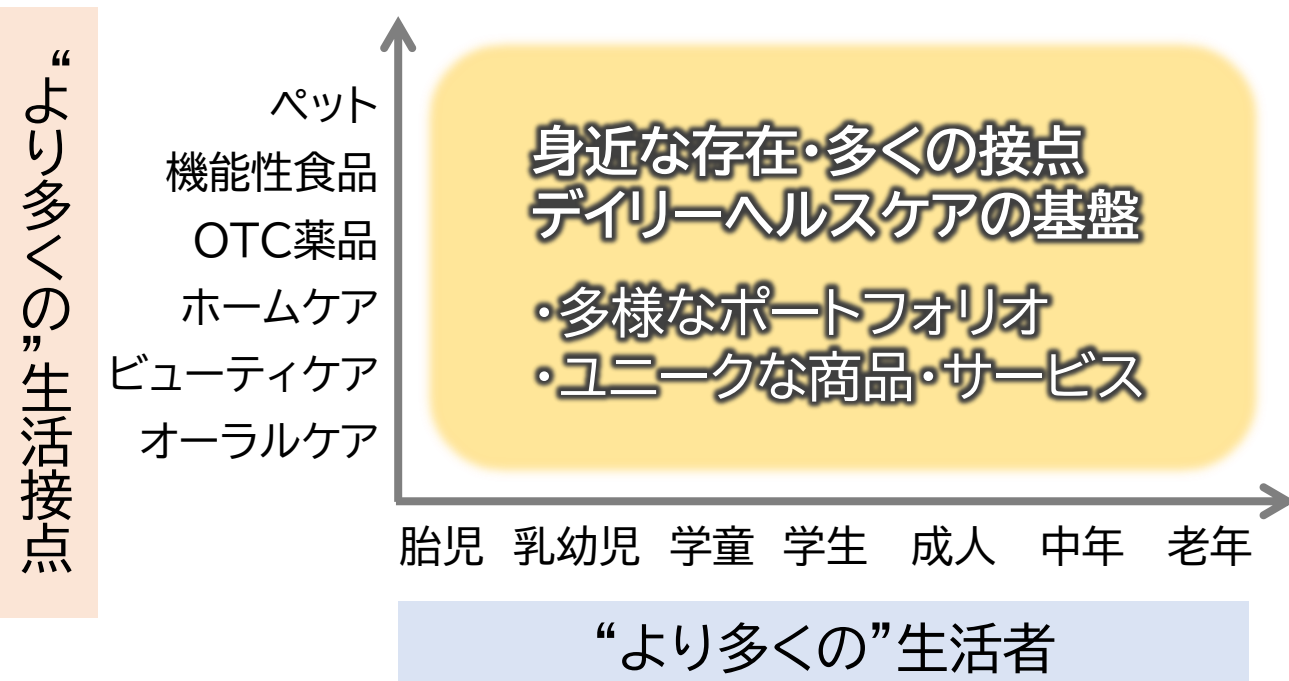 “より多くの”生活接点
ペット
機能性食品
OTC薬品
ホームケア
ビューティケア
オーラルケア
身近な存在・多くの接点
デイリーヘルスケアの基盤
・多様なポートフォリオ
・ユニークな商品・サービス
胎児 乳幼児 学童 学生 成人 中年 老年
“より多くの”生活者